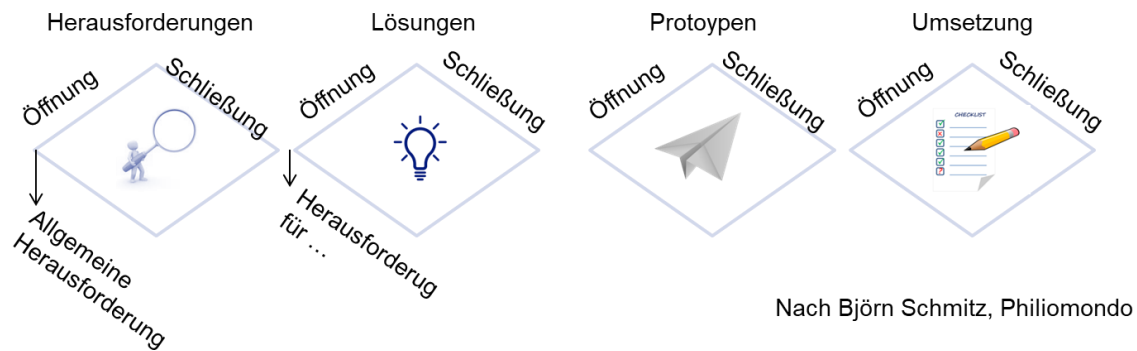 Herausforderungen
Lösungen
Protoypen
Umsetzung
Öffnung
Schließung
Öffnung
Schließung
Öffnung
Schließung
Öffnung
Schließung
CHECKLIST
Allgemeine
Herausforderung
Herausforderug
für ...
Nach Björn Schmitz, Philiomondo